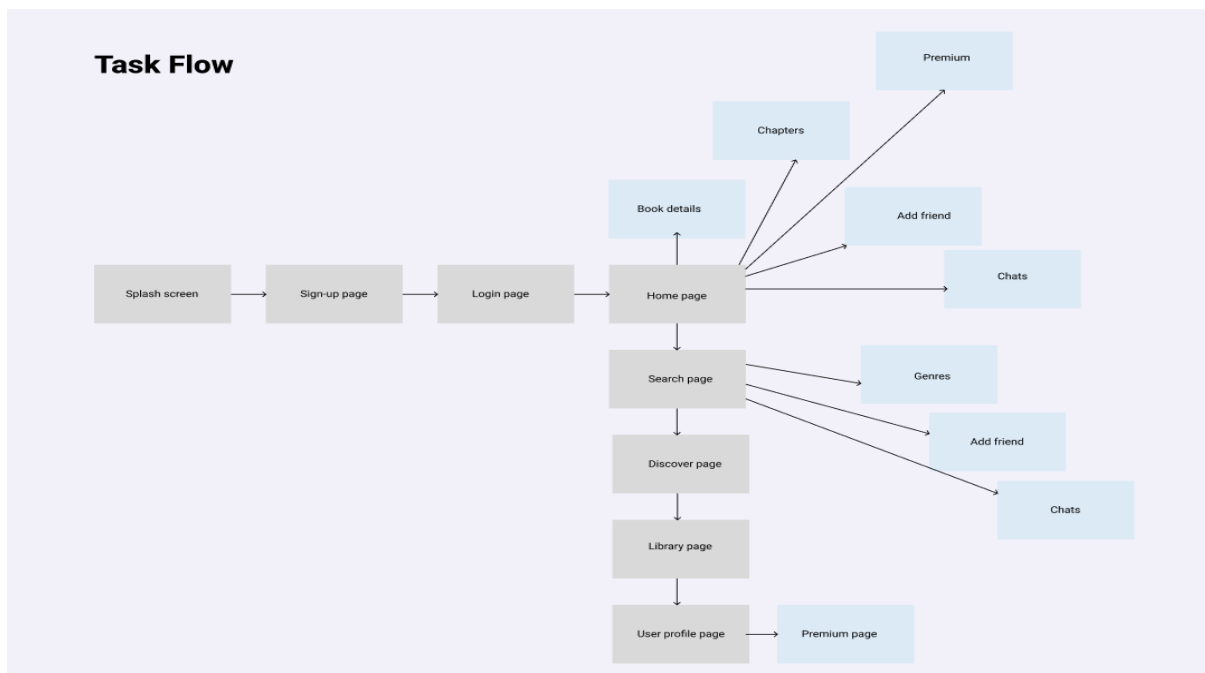 Task Flow
Premium
Chapters
Book details
Add friend
Chats
Splash screen
Sign-up page
Login page
Home page
Search page
Genres
Add friend
Discover page
Chats
Library page
User profile page
Premium page